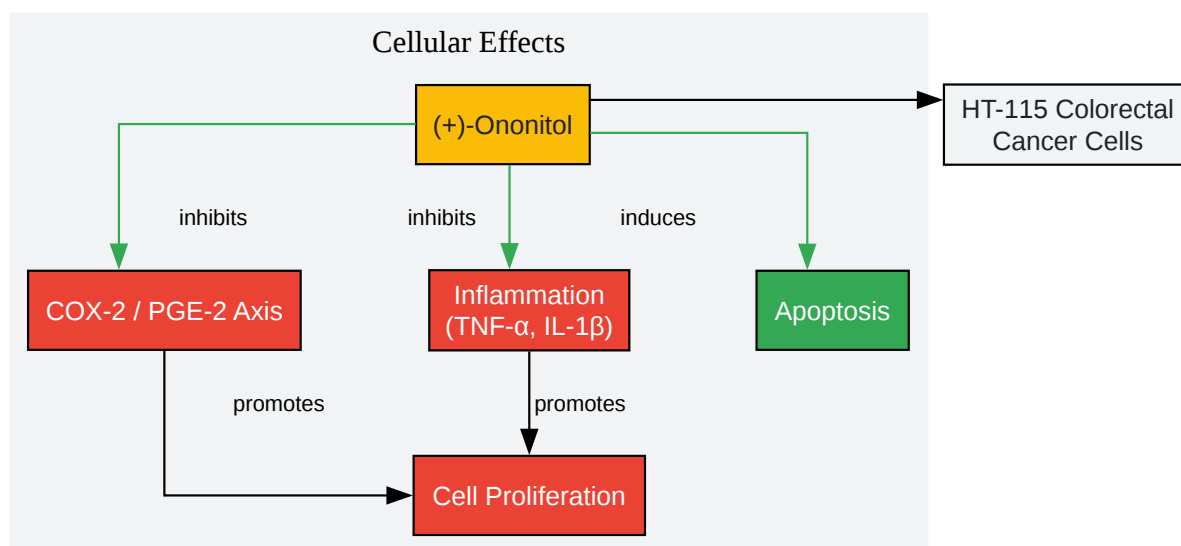 Cellular Effects
(+)-Ononitol
HT-115 Colorectal
Cancer Cells
inhibits
inhibits
induces
COX-2 / PGE-2 Axis
Inflammation
(TNF-α, IL-1β)
Apoptosis
promotes
promotes
Cell Proliferation